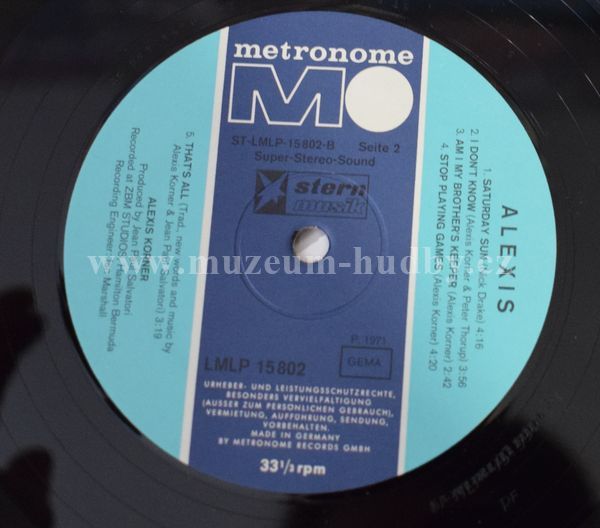 metronome
MO
ST-LMLP-15802-B Seite 2
Super-Stereo-Sound
stern
musik
www.muzeum-hudby.cz
P. 1971
GEMA
LMLP 15802
URHEBER- UND LEISTUNGSSCHUTZRECHTE,
BESONDERS VERVIELFÄLTIGUNG
(AUSSER ZUM PERSÖNLICHEN GEBRAUCH),
VERMIETUNG, AUFFÜHRUNG, SENDUNG,
VORBEHALTEN.
MADE IN GERMANY
BY METRONOME RECORDS GMBH
33 1/3 rpm
ALEXIS
1. SATURDAY SUN Drake) 4:16
2. I DON'T KNOW (Alexis Korner & Peter Thorup) 3:56
3. AM I MY BROTHER'S KEEPER (Alexis Korner) 2:42
4. STOP PLAYING GAMES (Alexis Korner) 4:20
5. THAT'S ALL (Trad., new words and music by
Alexis Korner & Jean Salvatori) 3:19
ALEXIS KORNER
Produced by Jean Salvatori
Recorded at ZBM STUDIOS Hamilton Bermuda
Recording Engineer Marshall